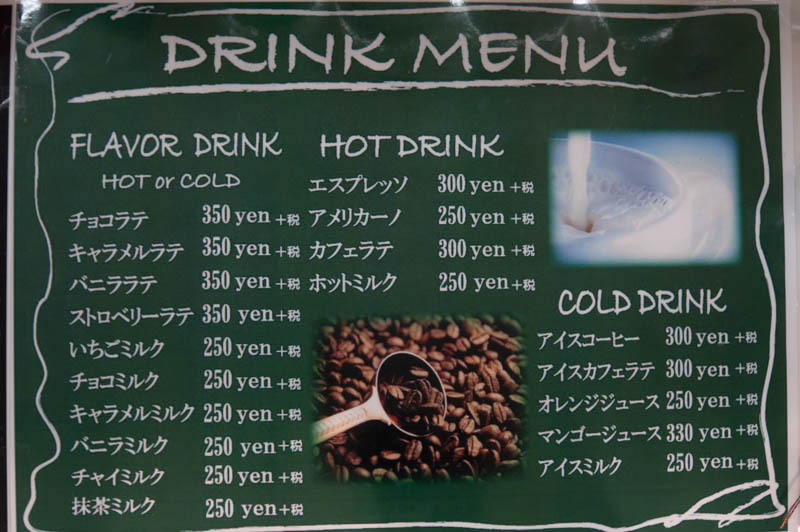 DRINK MENU
FLAVOR DRINK
HOT or COLD
チョコラテ 350 yen +税
キャラメルラテ 350 yen +税
バニララテ 350 yen +税
ストロベリーラテ 350 yen +税
いちごミルク 250 yen +税
チョコミルク 250 yen +税
キャラメルミルク 250 yen +税
バニラミルク 250 yen +税
チャイミルク 250 yen +税
抹茶ミルク 250 yen +税
HOT DRINK
エスプレッソ 300 yen +税
アメリカーノ 250 yen +税
カフェラテ 300 yen +税
ホットミルク 250 yen +税
COLD DRINK
アイスコーヒー 300 yen +税
アイスカフェラテ 300 yen +税
オレンジジュース 250 yen +税
マンゴージュース 330 yen +税
アイスミルク 250 yen +税